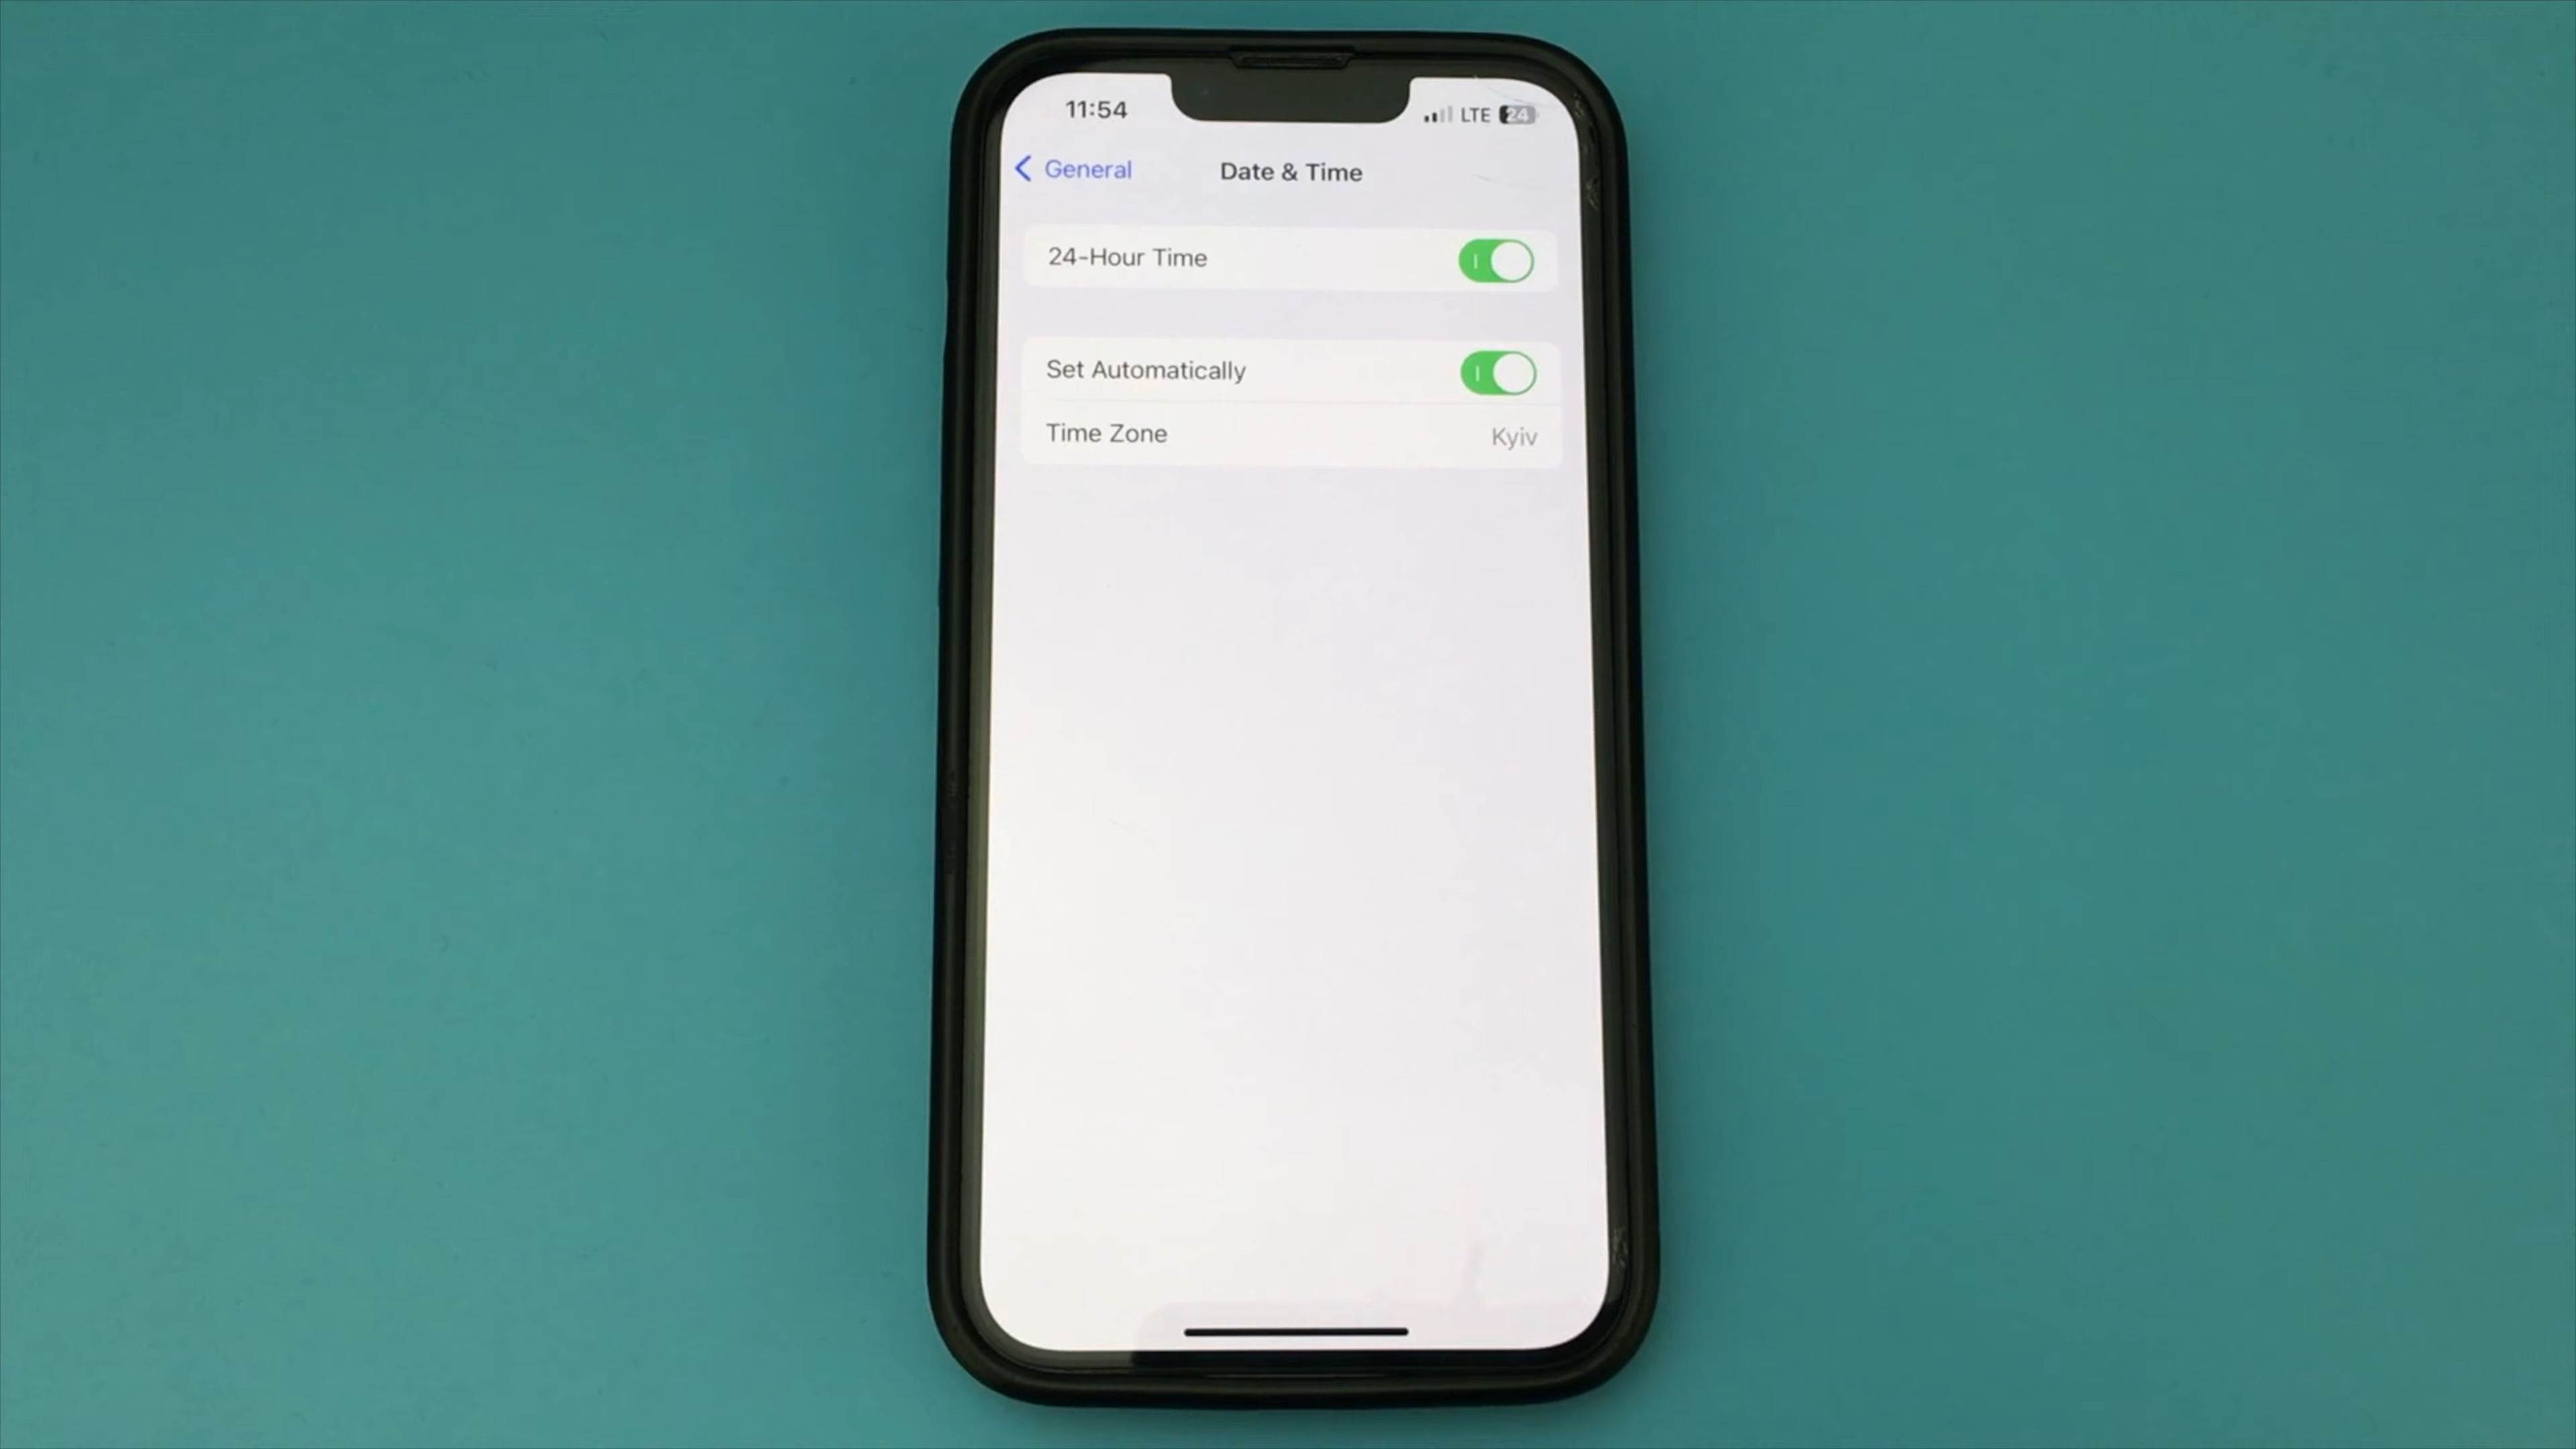 11:54 LTE 24
General Date & Time
24-Hour Time
Set Automatically
Time Zone Kyiv